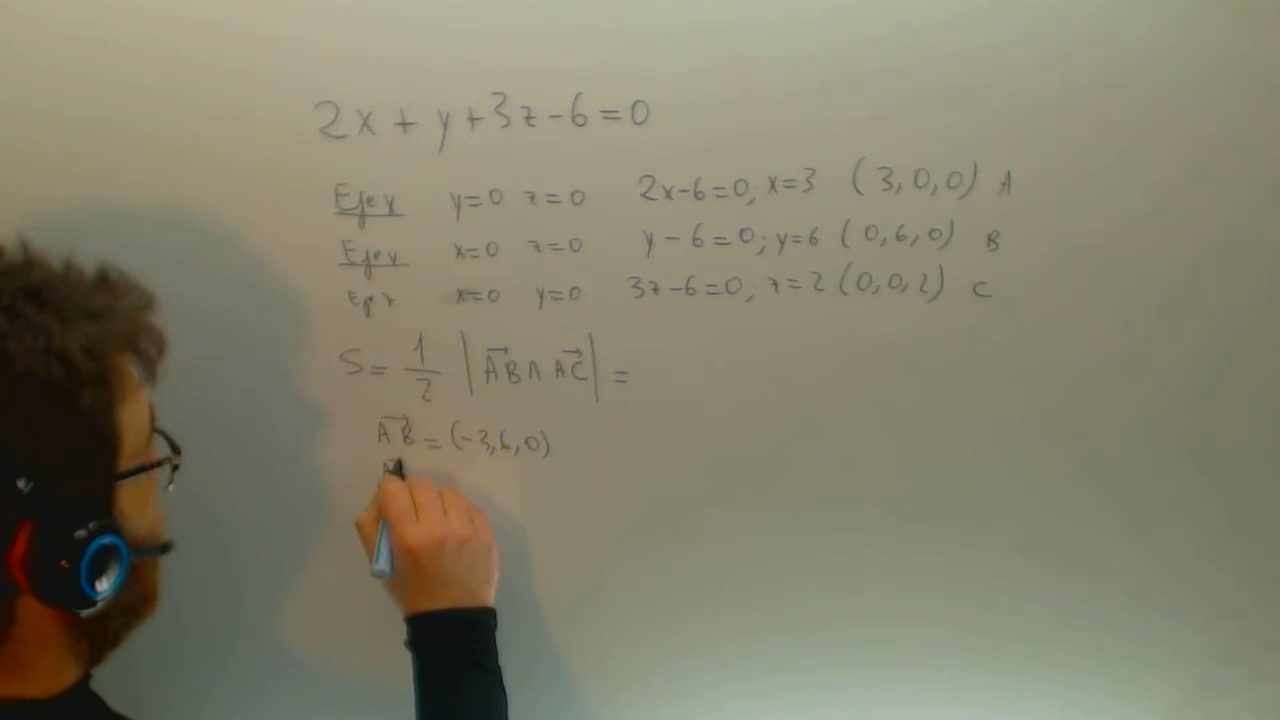 2x + y + 3z - 6 = 0
Eje x y=0 z=0 2x-6=0, x=3 (3,0,0) A
Eje y x=0 z=0 y-6=0; y=6 (0,6,0) B
Eje z x=0 y=0 3z-6=0, z=2 (0,0,2) C
S = 1/2 |AB ∧ AC| =
AB = (-3,6,0)
A